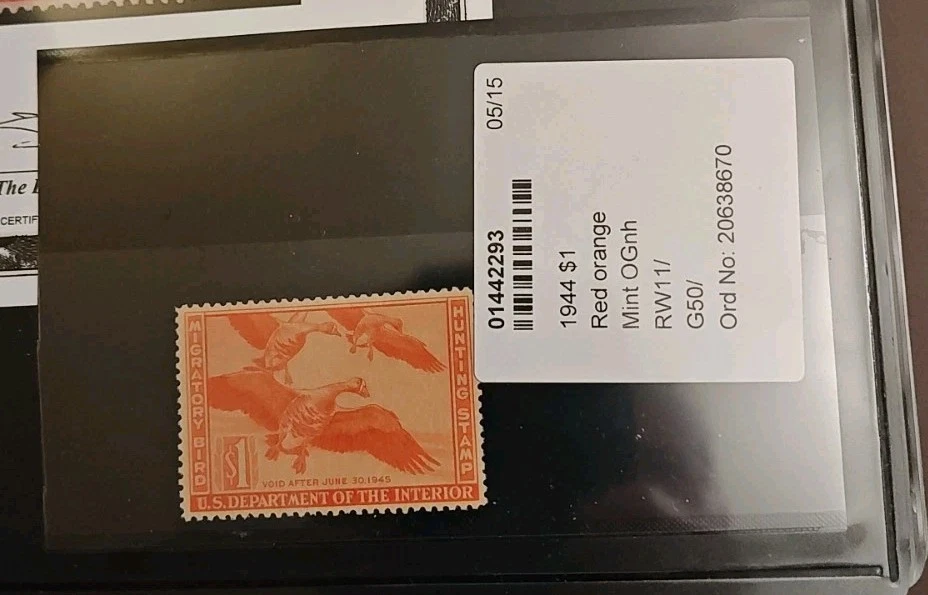 The
CERTIF
05/15
01442293
1944 $1
Red orange
Mint OGnh
RW11/
G50/
Ord No: 20638670
MIGRATORY BIRD
HUNTING STAMP
$1
VOID AFTER JUNE 30, 1945
U.S. DEPARTMENT OF THE INTERIOR